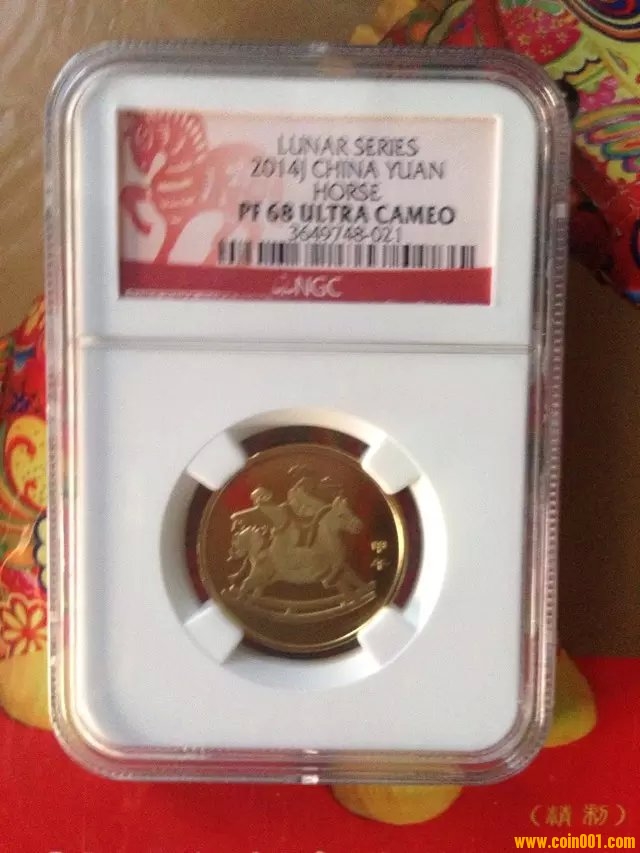 LUNAR SERIES
2014J CHINA YUAN
HORSE
PF 68 ULTRA CAMEO
3649748-021
NGC
甲午
(精制)
www.coin001.com